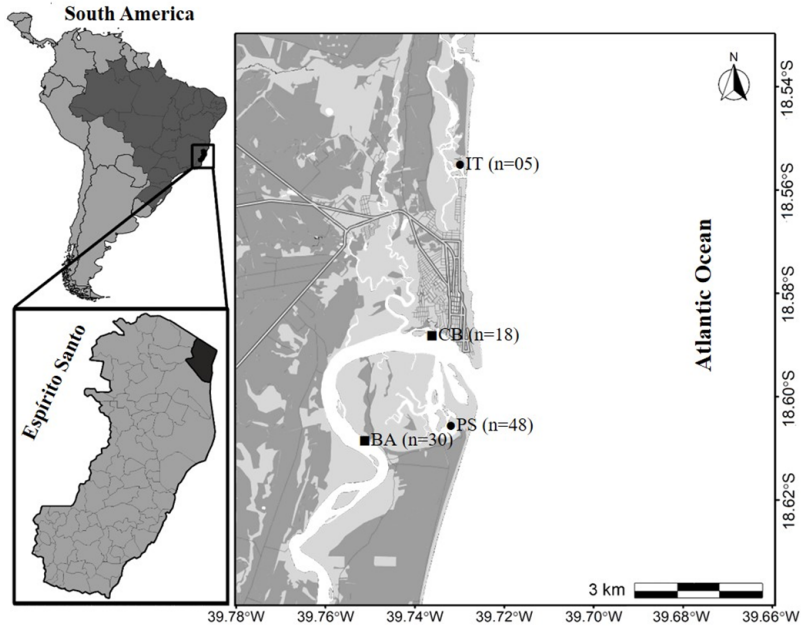 South America
N
18.54°S
IT (n=05)
18.56°S
Atlantic Ocean
18.58°S
Espírito Santo
CB (n=18)
18.60°S
PS (n=48)
BA (n=30)
18.62°S
3 km
39.78°W
39.76°W
39.74°W
39.72°W
39.70°W
39.68°W
39.66°W